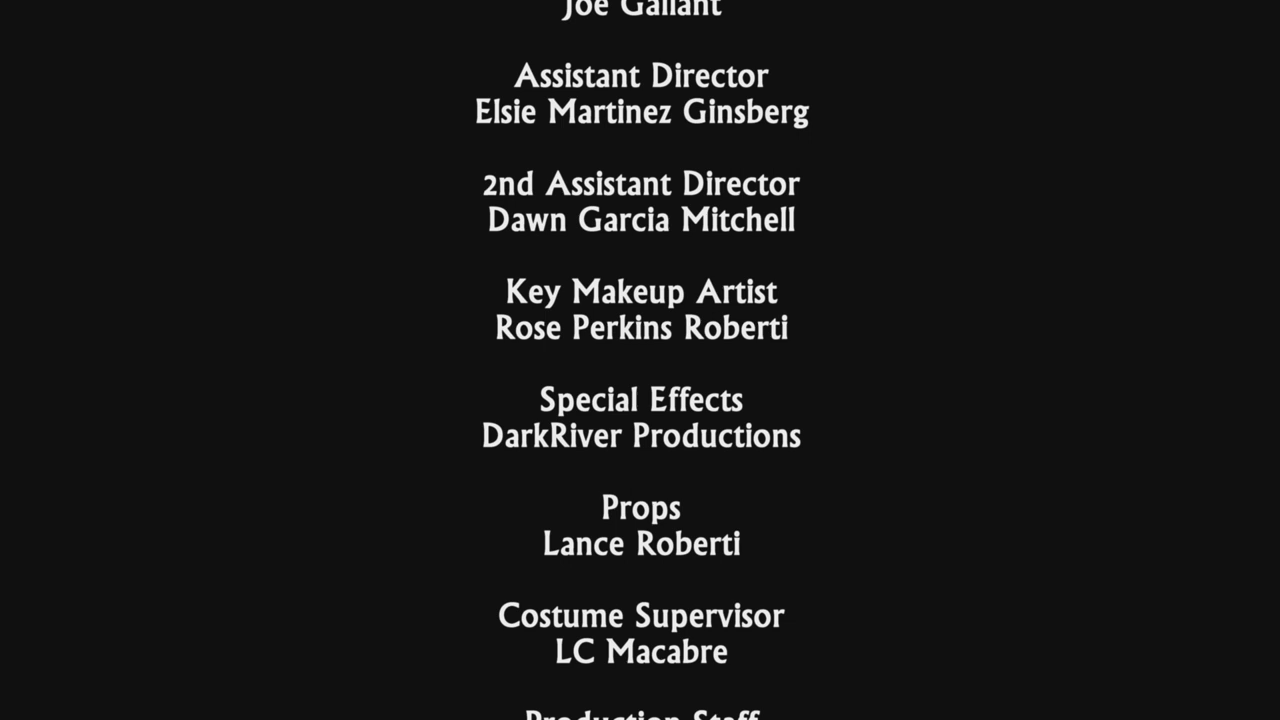 Joe Gallant
Assistant Director
Elsie Martinez Ginsberg
2nd Assistant Director
Dawn Garcia Mitchell
Key Makeup Artist
Rose Perkins Roberti
Special Effects
DarkRiver Productions
Props
Lance Roberti
Costume Supervisor
LC Macabre
Production Staff